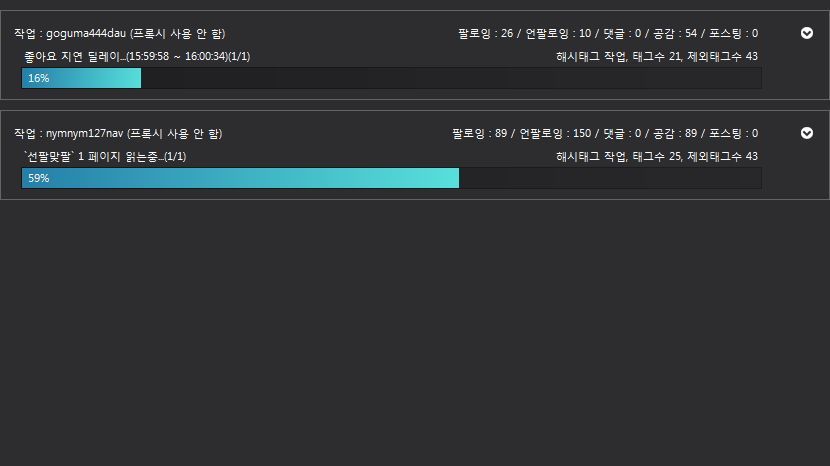 작업 : goguma444dau (프록시 사용 안 함) 팔로잉 : 26 / 언팔로잉 : 10 / 댓글 : 0 / 공감 : 54 / 포스팅 : 0
좋아요 지연 딜레이...(15:59:58 ~ 16:00:34)(1/1) 해시태그 작업, 태그수 21, 제외태그수 43
16%
작업 : nymnym127nav (프록시 사용 안 함) 팔로잉 : 89 / 언팔로잉 : 150 / 댓글 : 0 / 공감 : 89 / 포스팅 : 0
`선팔맞팔` 1 페이지 읽는중...(1/1) 해시태그 작업, 태그수 25, 제외태그수 43
59%